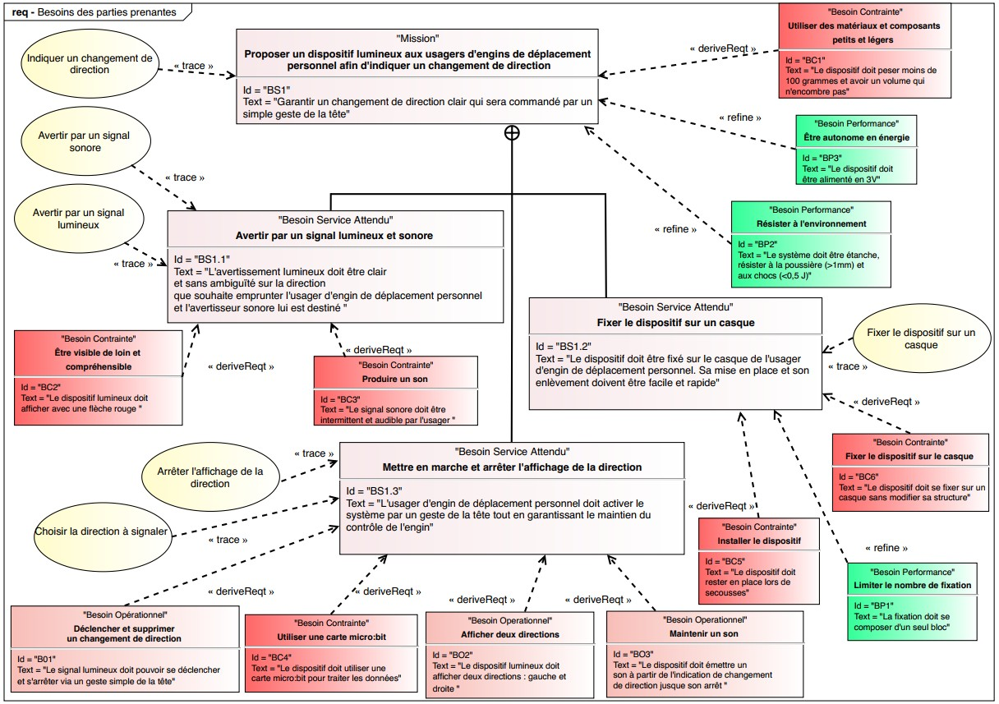 req - Besoins des parties prenantes
Indiquer un changement de
direction
« trace »
"Mission"
Proposer un dispositif lumineux aux usagers d'engins de déplacement
personnel afin d'indiquer un changement de direction
Id = "BS1"
Text = "Garantir un changement de direction clair qui sera commandé par un
simple geste de la tête"
« deriveReqt »
"Besoin Contrainte"
Utiliser des matériaux et composants
petits et légers
Id = "BC1"
Text = "Le dispositif doit peser moins de
100 grammes et avoir un volume qui
n'encombre pas"
« refine »
"Besoin Performance"
Être autonome en énergie
Id = "BP3"
Text = "Le dispositif doit
être alimenté en 3V"
Avertir par un signal
sonore
« trace »
Avertir par un signal
lumineux
« trace »
"Besoin Service Attendu"
Avertir par un signal lumineux et sonore
Id = "BS1.1"
Text = "L'avertissement lumineux doit être clair
et sans ambiguïté sur la direction
que souhaite emprunter l'usager d'engin de déplacement personnel
et l'avertisseur sonore lui est destiné "
« refine »
"Besoin Performance"
Résister à l'environnement
Id = "BP2"
Text = "Le système doit être étanche,
résister à la poussière (>1mm) et
aux chocs (<0,5 J)"
"Besoin Service Attendu"
Fixer le dispositif sur un casque
Id = "BS1.2"
Text = "Le dispositif doit être fixé sur le casque de l'usager
d'engin de déplacement personnel. Sa mise en place et son
enlèvement doivent être facile et rapide"
Fixer le dispositif sur un
casque
« trace »
"Besoin Contrainte"
Être visible de loin et
compréhensible
Id = "BC2"
Text = "Le dispositif lumineux doit
afficher avec une flèche rouge "
« deriveReqt »
« deriveReqt »
"Besoin Contrainte"
Produire un son
Id = "BC3"
Text = "Le signal sonore doit être
intermittent et audible par l'usager "
« deriveReqt »
"Besoin Contrainte"
Fixer le dispositif sur le casque
Id = "BC6"
Text = "Le dispositif doit se fixer sur un
casque sans modifier sa structure"
Arrêter l'affichage de la
direction
« trace »
"Besoin Service Attendu"
Mettre en marche et arrêter l'affichage de la direction
Id = "BS1.3"
Text = "L'usager d'engin de déplacement personnel doit activer le
système par un geste de la tête tout en garantissant le maintien du
contrôle de l'engin"
Choisir la direction à signaler
« trace »
« deriveReqt »
"Besoin Contrainte"
Installer le dispositif
Id = "BC5"
Text = "Le dispositif doit
rester en place lors de
secousses"
« refine »
"Besoin Performance"
Limiter le nombre de fixation
Id = "BP1"
Text = "La fixation doit se
composer d'un seul bloc"
« deriveReqt »
« deriveReqt »
« deriveReqt »
« deriveReqt »
"Besoin Opérationnel"
Déclencher et supprimer
un changement de direction
Id = "B01"
Text = "Le signal lumineux doit pouvoir se déclencher
et s'arrêter via un geste simple de la tête"
"Besoin Contrainte"
Utiliser une carte micro:bit
Id = "BC4"
Text = "Le dispositif doit utiliser une
carte micro:bit pour traiter les données"
"Besoin Operationnel"
Afficher deux directions
Id = "BO2"
Text = "Le dispositif lumineux doit
afficher deux directions : gauche et
droite "
"Besoin Operationnel"
Maintenir un son
Id = "BO3"
Text = "Le dispositif doit émettre un
son à partir de l'indication de changement
de direction jusque son arrêt "